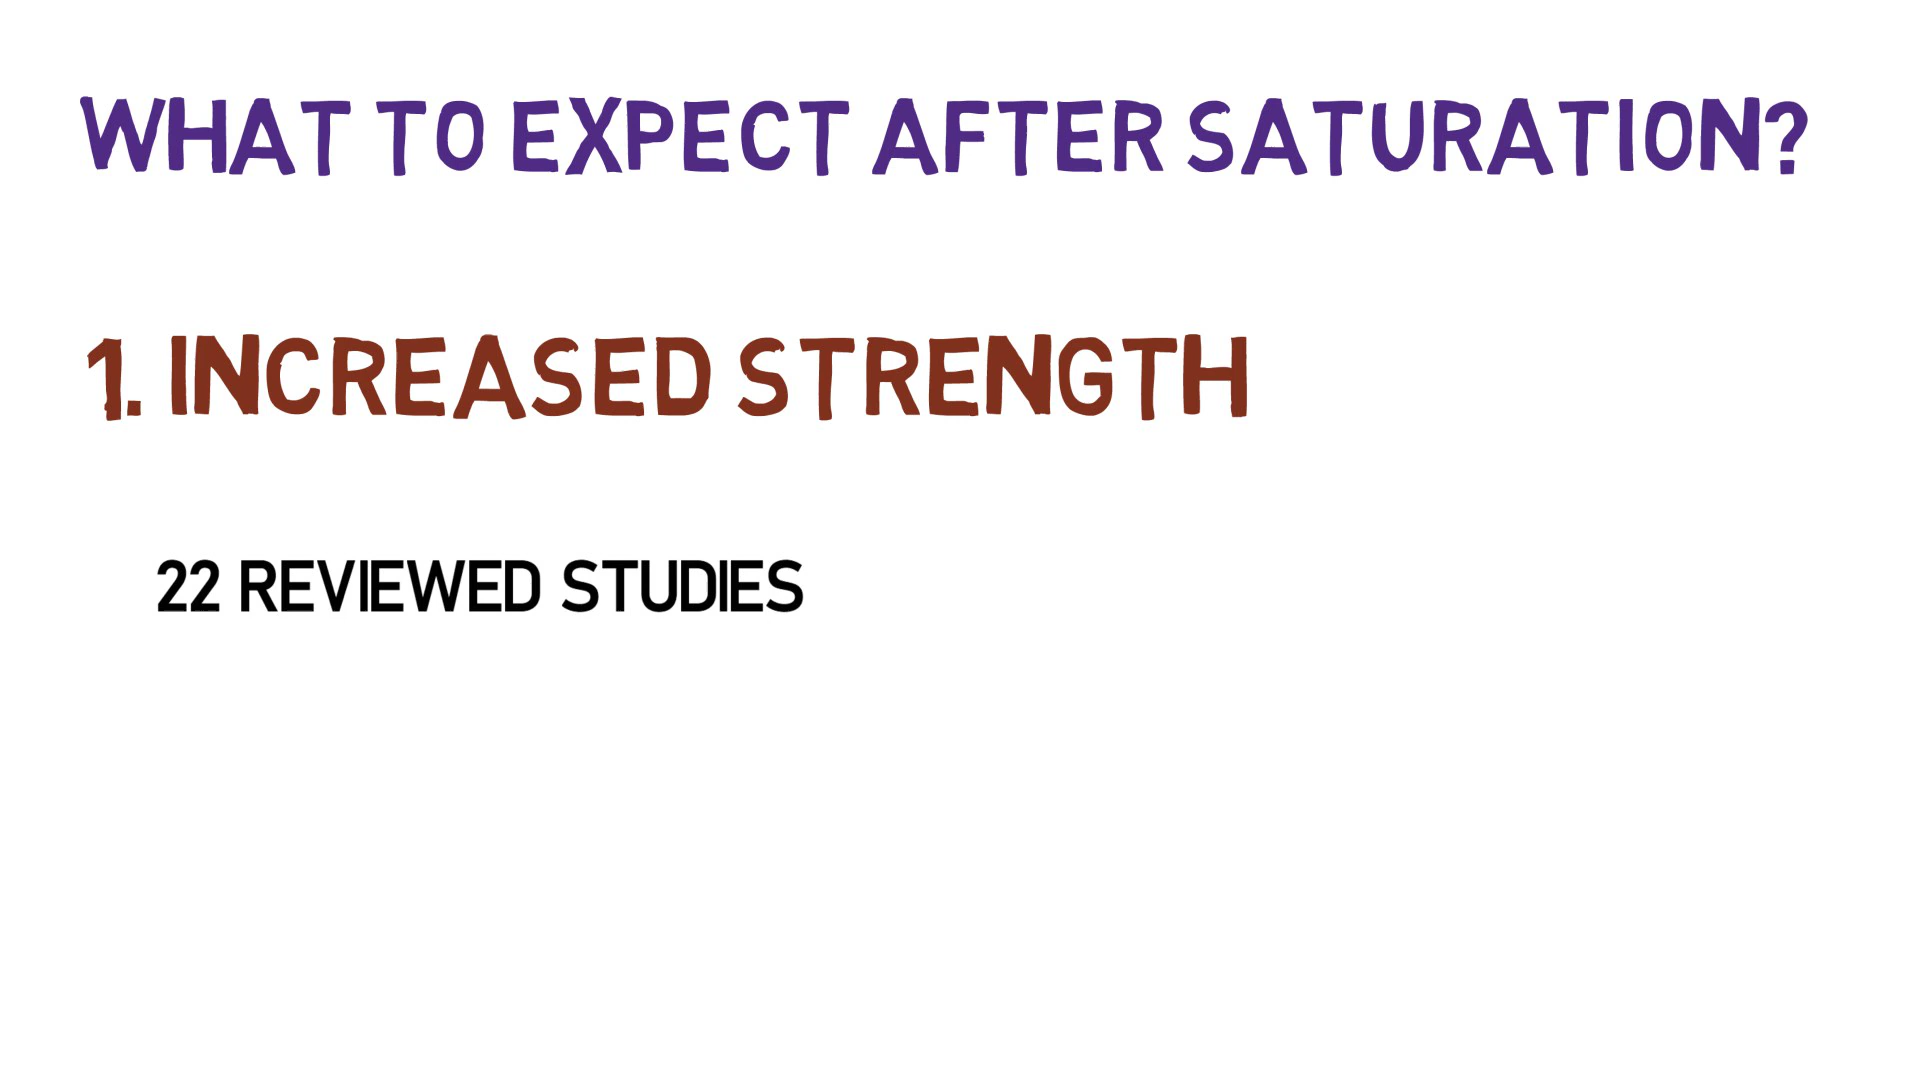 WHAT TO EXPECT AFTER SATURATION?
1. INCREASED STRENGTH
22 REVIEWED STUDIES